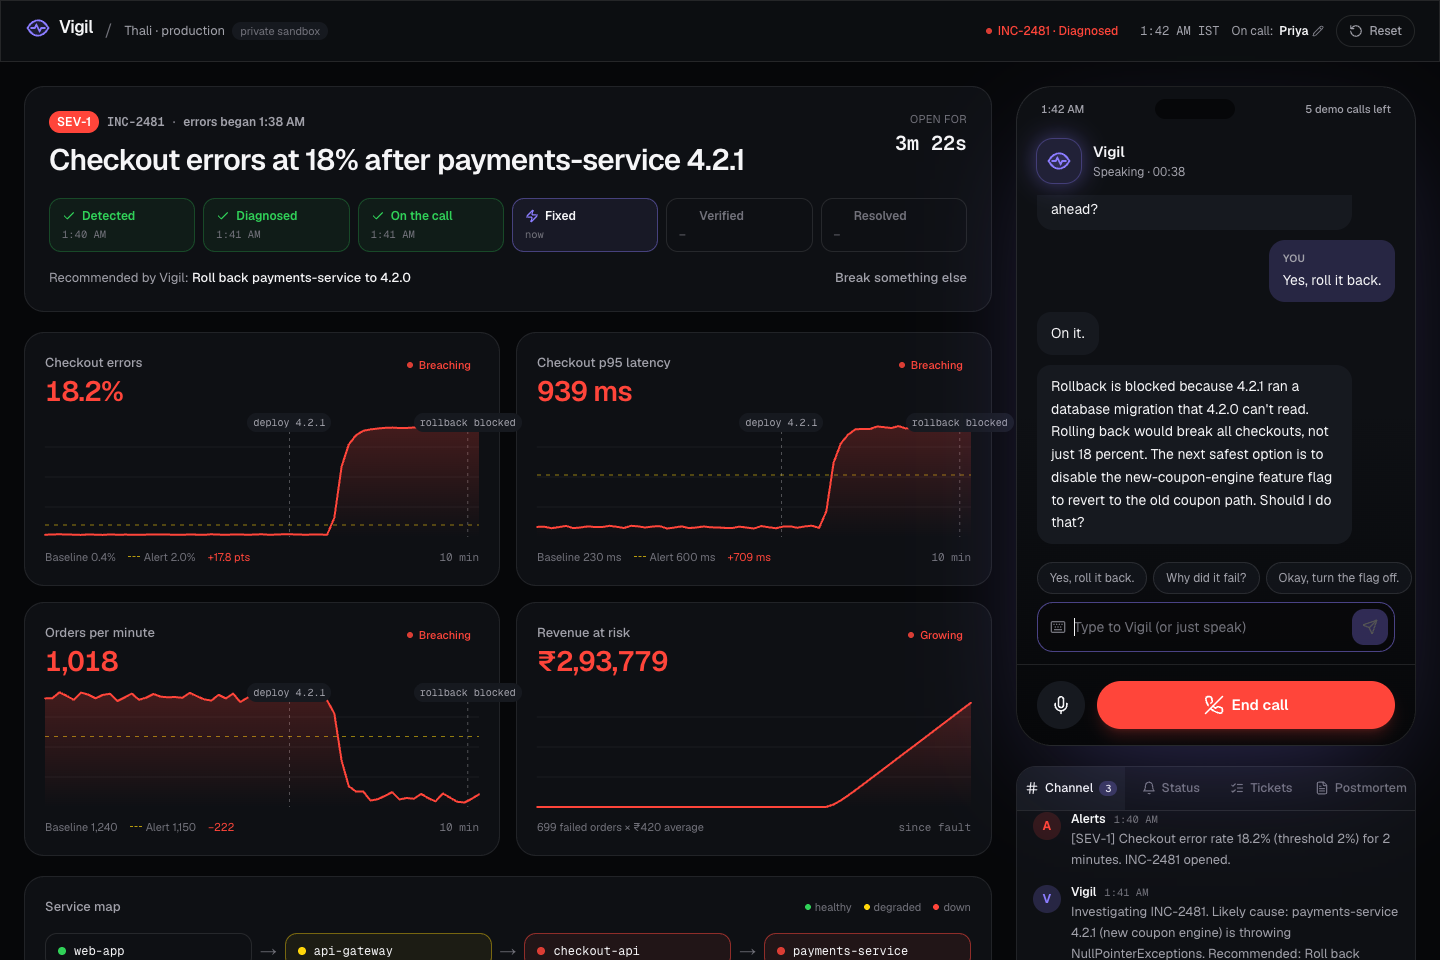 Vigil / Thali · production private sandbox
INC-2481 · Diagnosed 1:42 AM IST On call: Priya Reset
SEV-1 INC-2481 · errors began 1:38 AM
OPEN FOR
Checkout errors at 18% after payments-service 4.2.1
3m 22s
Detected
1:40 AM
Diagnosed
1:41 AM
On the call
1:41 AM
Fixed
now
Verified
–
Resolved
–
Recommended by Vigil: Roll back payments-service to 4.2.0
Break something else
Checkout errors
Breaching
18.2%
deploy 4.2.1 rollback blocked
Baseline 0.4% Alert 2.0% +17.8 pts 10 min
Checkout p95 latency
Breaching
939 ms
deploy 4.2.1 rollback blocked
Baseline 230 ms Alert 600 ms +709 ms 10 min
Orders per minute
Breaching
1,018
deploy 4.2.1 rollback blocked
Baseline 1,240 Alert 1,150 −222 10 min
Revenue at risk
Growing
₹2,93,779
699 failed orders × ₹420 average since fault
Service map
healthy degraded down
web-app → api-gateway → checkout-api → payments-service
1:42 AM 5 demo calls left
Vigil
Speaking · 00:38
ahead?
YOU
Yes, roll it back.
On it.
Rollback is blocked because 4.2.1 ran a
database migration that 4.2.0 can't read.
Rolling back would break all checkouts, not
just 18 percent. The next safest option is to
disable the new-coupon-engine feature flag
to revert to the old coupon path. Should I do
that?
Yes, roll it back. Why did it fail? Okay, turn the flag off.
Type to Vigil (or just speak)
End call
Channel 3 Status Tickets Postmortem
A Alerts 1:40 AM
[SEV-1] Checkout error rate 18.2% (threshold 2%) for 2
minutes. INC-2481 opened.
V Vigil 1:41 AM
Investigating INC-2481. Likely cause: payments-service
4.2.1 (new coupon engine) is throwing
NullPointerExceptions. Recommended: Roll back